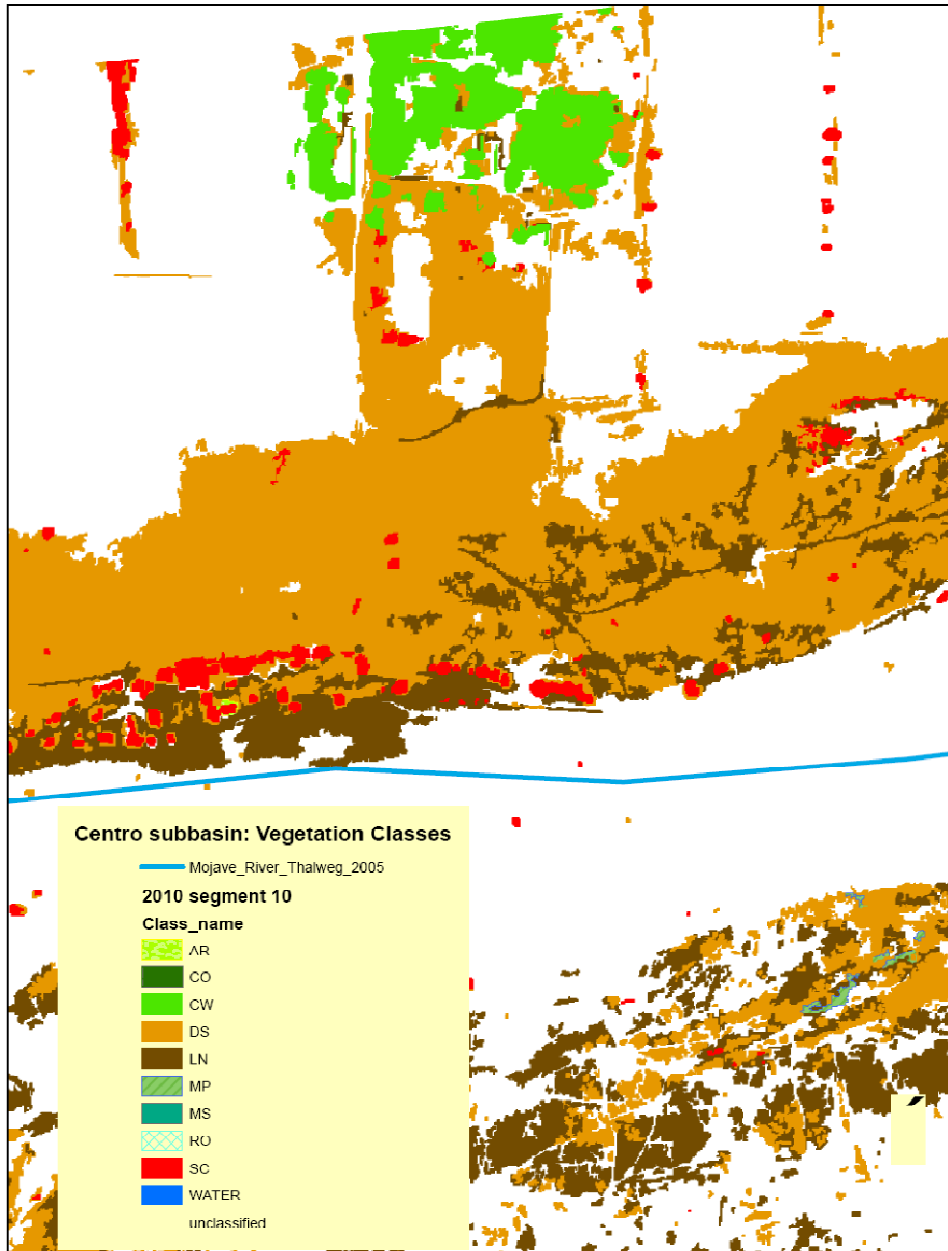 Centro subbasin: Vegetation Classes
Mojave_River_Thalweg_2005
2010 segment 10
Class_name
AR
CO
CW
DS
LN
MP
MS
RO
SC
WATER
unclassified